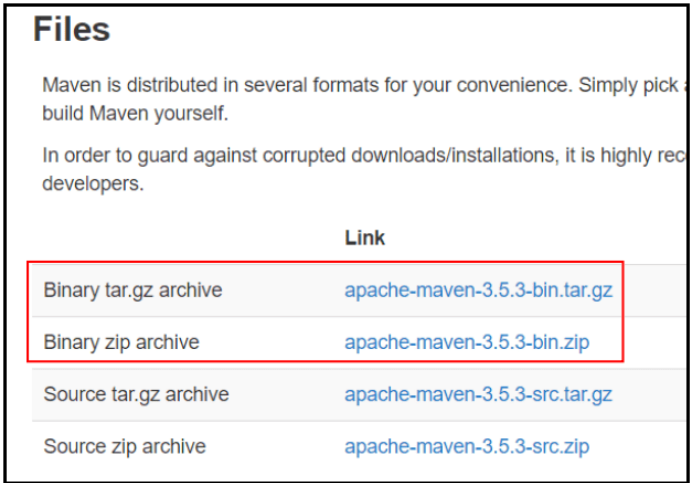 Files
Maven is distributed in several formats for your convenience. Simply pick
build Maven yourself.
In order to guard against corrupted downloads/installations, it is highly
developers.
Link
Binary tar.gz archive apache-maven-3.5.3-bin.tar.gz
Binary zip archive apache-maven-3.5.3-bin.zip
Source tar.gz archive apache-maven-3.5.3-src.tar.gz
Source zip archive apache-maven-3.5.3-src.zip